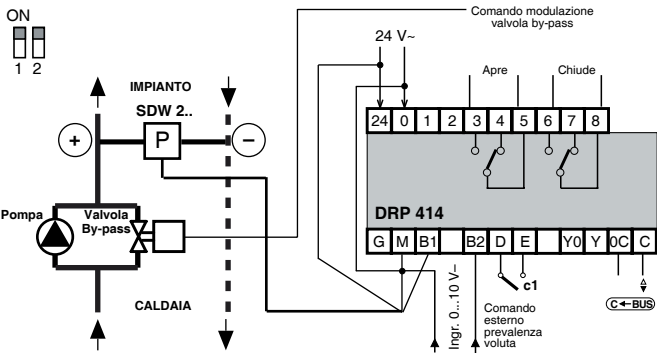 ON
1 2
Comando modulazione
valvola by-pass
24 V~
IMPIANTO
SDW 2..
Apre
Chiude
+
P
−
24 0 1 2 3 4 5 6 7 8
DRP 414
Pompa
Valvola
By-pass
G M B1 B2 D E Y0 Y 0C C
c1
CALDAIA
Ingr. 0...10 V–
Comando
esterno
prevalenza
voluta
C BUS